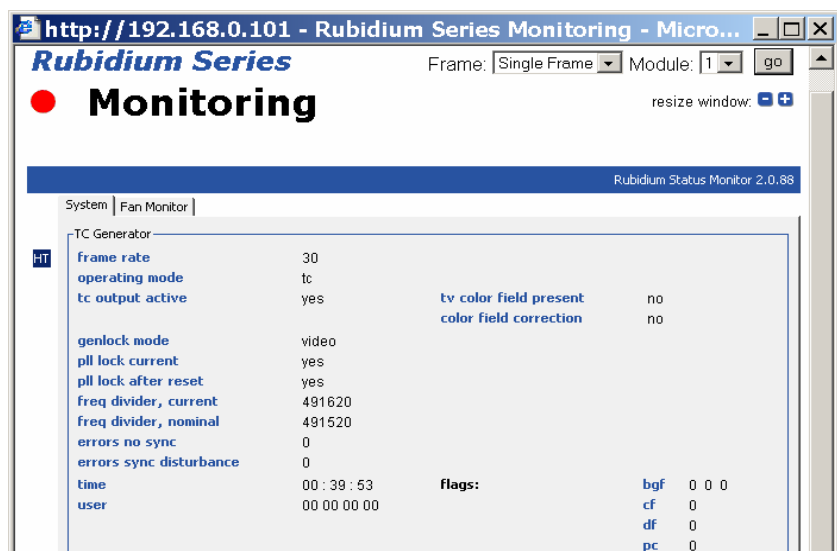 http://192.168.0.101 - Rubidium Series Monitoring - Micro...
Rubidium Series Frame: Single Frame Module: 1 go
Monitoring resize window:
Rubidium Status Monitor 2.0.88
System Fan Monitor
TC Generator
HT frame rate 30
operating mode tc
tc output active yes tv color field present no
color field correction no
genlock mode video
pll lock current yes
pll lock after reset yes
freq divider, current 491620
freq divider, nominal 491520
errors no sync 0
errors sync disturbance 0
time 00 : 39 : 53 flags: bgf 0 0 0
user 00 00 00 00 cf 0
df 0
pc 0